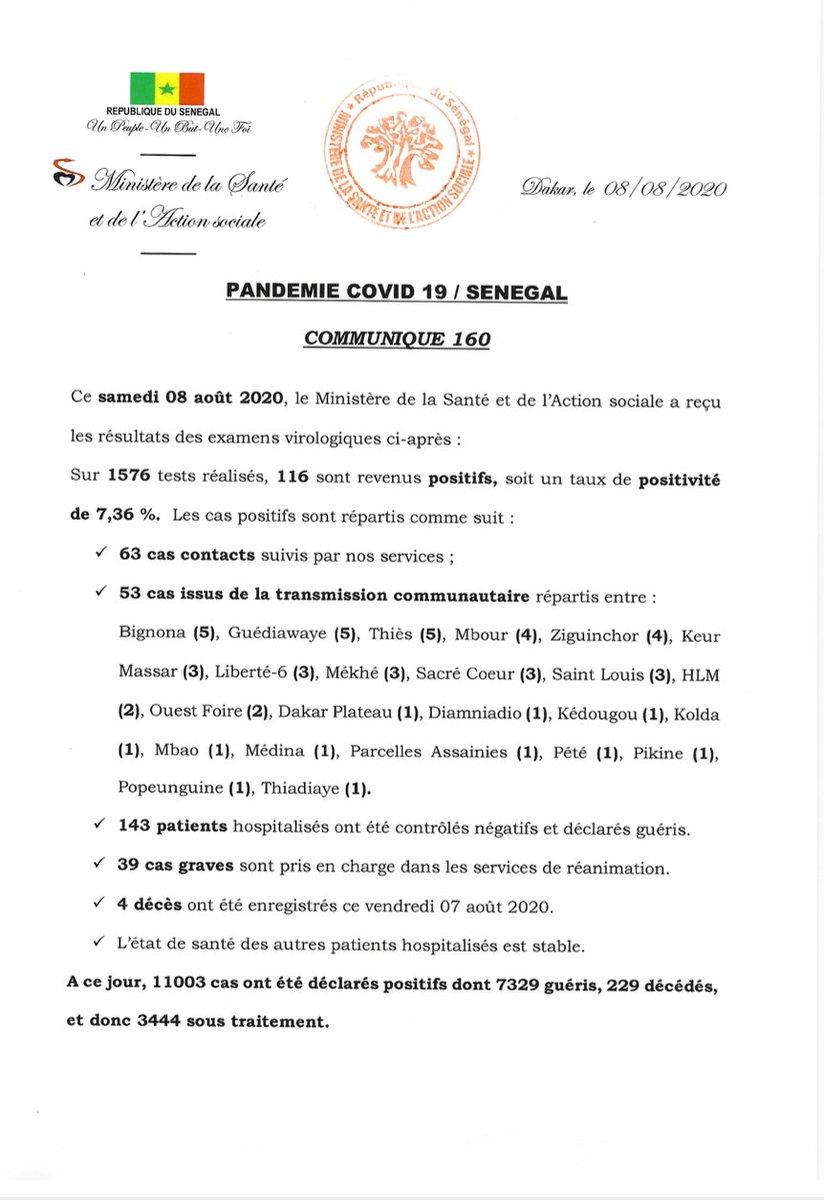 REPUBLIQUE DU SENEGAL
Un Peuple-Un But-Une Foi
Ministère de la Santé
et de l'Action sociale
★ République du Sénégal ★
MINISTÈRE DE LA SANTÉ ET DE L'ACTION SOCIALE
Dakar, le 08/08/2020
PANDEMIE COVID 19 / SENEGAL
COMMUNIQUE 160
Ce samedi 08 août 2020, le Ministère de la Santé et de l'Action sociale a reçu
les résultats des examens virologiques ci-après :
Sur 1576 tests réalisés, 116 sont revenus positifs, soit un taux de positivité
de 7,36 %. Les cas positifs sont répartis comme suit :
✓ 63 cas contacts suivis par nos services ;
✓ 53 cas issus de la transmission communautaire répartis entre :
Bignona (5), Guédiawaye (5), Thiès (5), Mbour (4), Ziguinchor (4), Keur
Massar (3), Liberté-6 (3), Mékhé (3), Sacré Coeur (3), Saint Louis (3), HLM
(2), Ouest Foire (2), Dakar Plateau (1), Diamniadio (1), Kédougou (1), Kolda
(1), Mbao (1), Médina (1), Parcelles Assainies (1), Pété (1), Pikine (1),
Popeunguine (1), Thiadiaye (1).
✓ 143 patients hospitalisés ont été contrôlés négatifs et déclarés guéris.
✓ 39 cas graves sont pris en charge dans les services de réanimation.
✓ 4 décès ont été enregistrés ce vendredi 07 août 2020.
✓ L'état de santé des autres patients hospitalisés est stable.
A ce jour, 11003 cas ont été déclarés positifs dont 7329 guéris, 229 décédés,
et donc 3444 sous traitement.